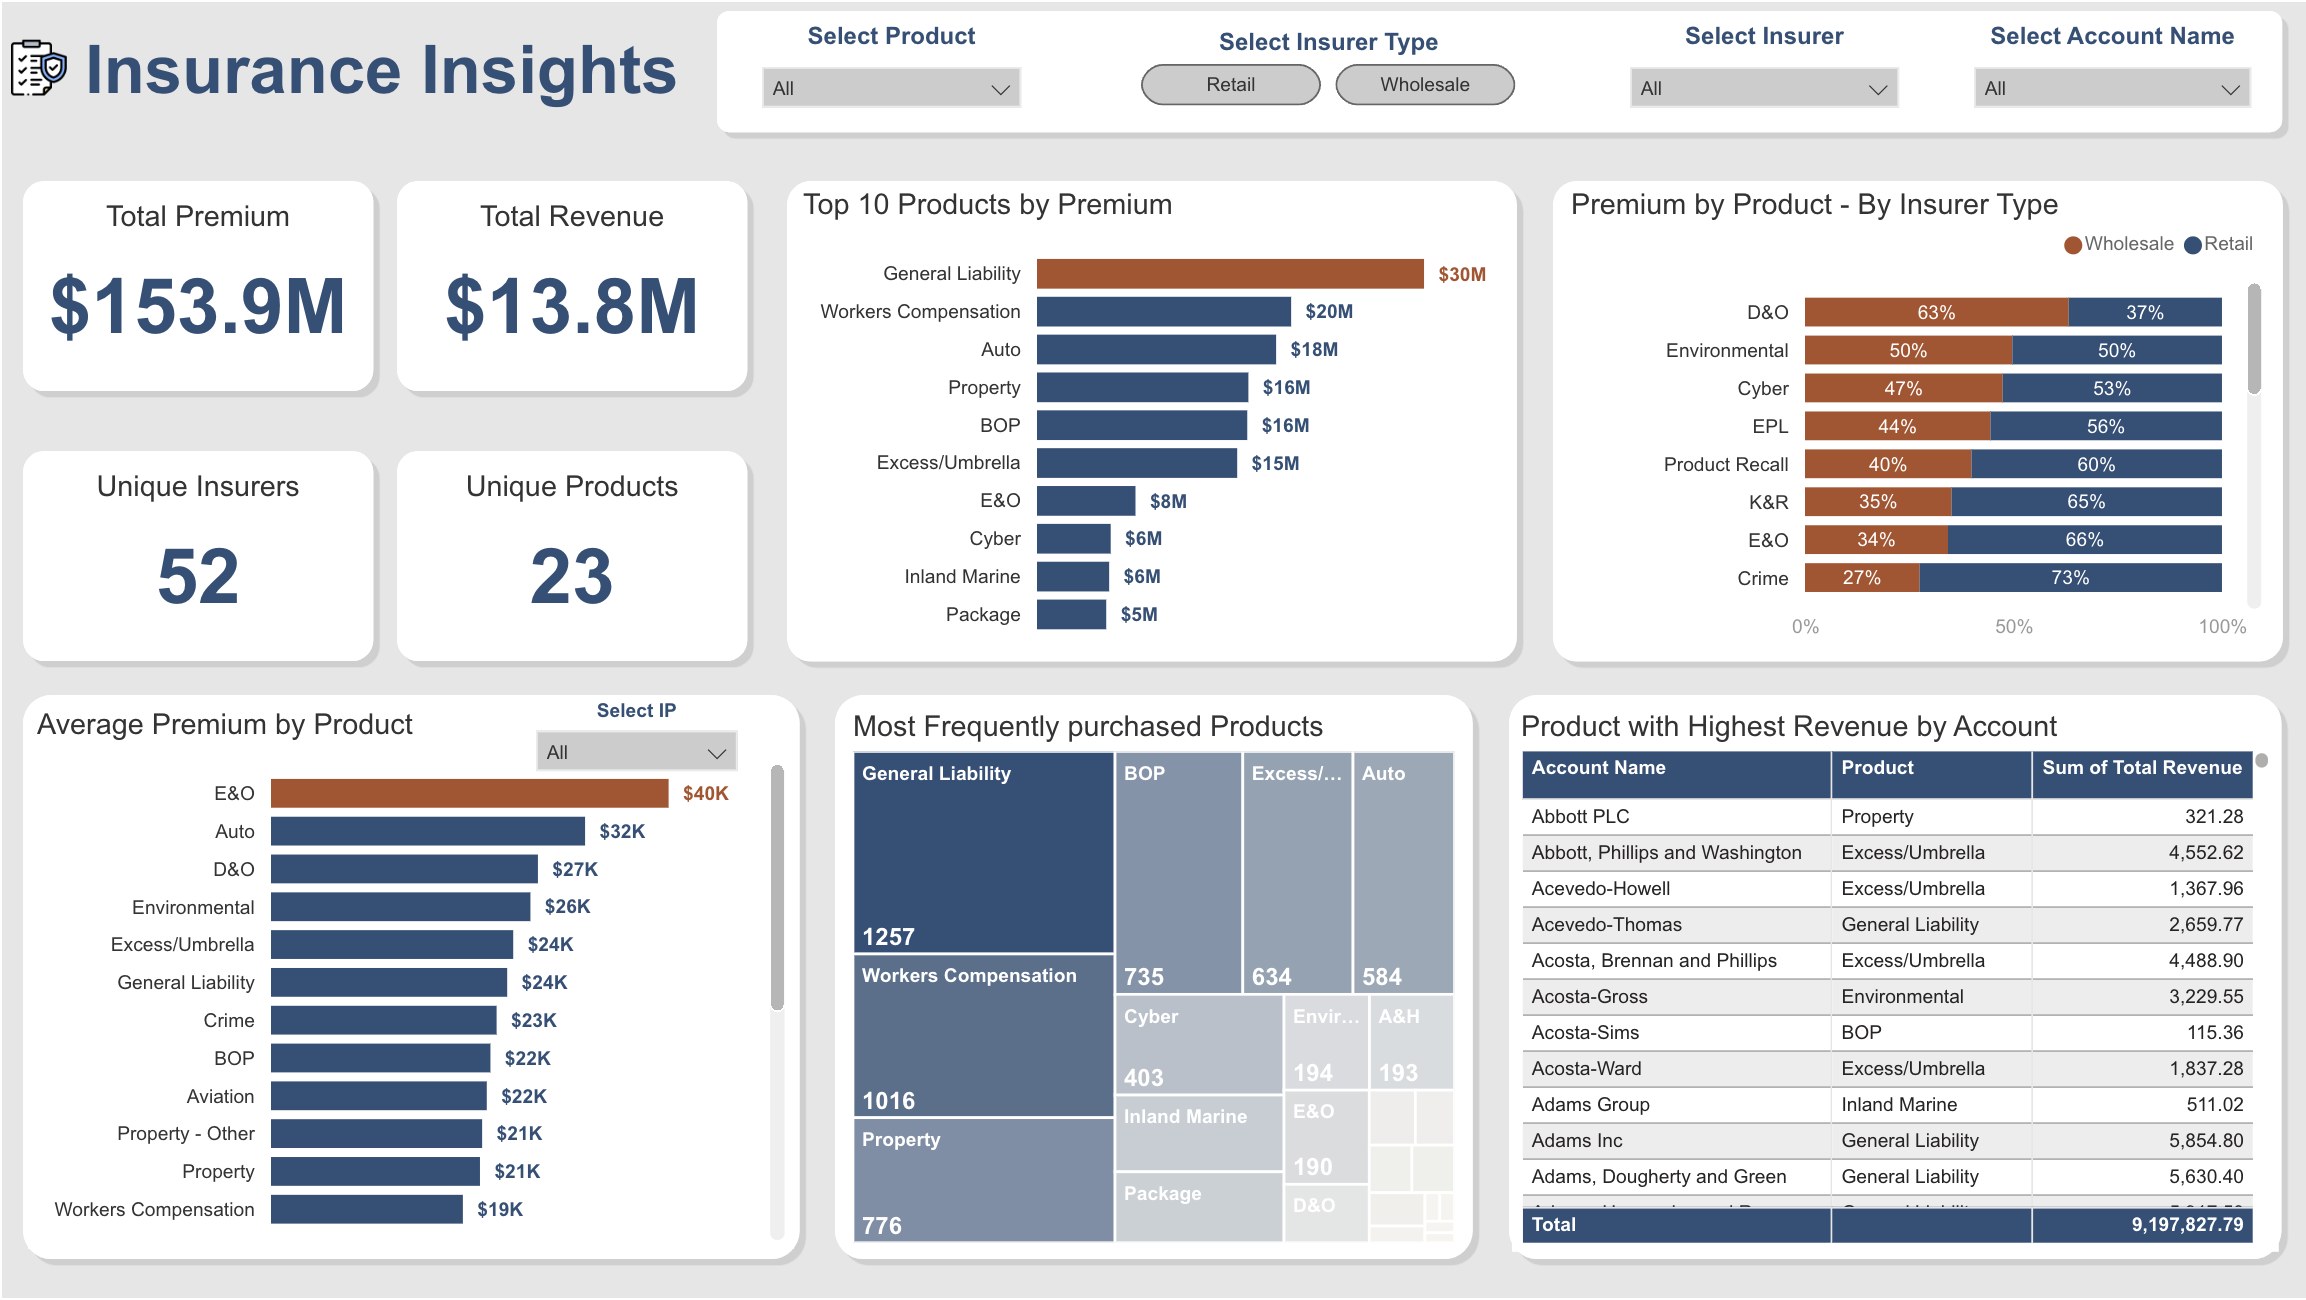 Insurance Insights
Select Product
All
Select Insurer Type
Retail
Wholesale
Select Insurer
All
Select Account Name
All
Total Premium
$153.9M
Total Revenue
$13.8M
Unique Insurers
52
Unique Products
23
Top 10 Products by Premium
General Liability $30M
Workers Compensation $20M
Auto $18M
Property $16M
BOP $16M
Excess/Umbrella $15M
E&O $8M
Cyber $6M
Inland Marine $6M
Package $5M
Premium by Product - By Insurer Type
Wholesale Retail
D&O 63% 37%
Environmental 50% 50%
Cyber 47% 53%
EPL 44% 56%
Product Recall 40% 60%
K&R 35% 65%
E&O 34% 66%
Crime 27% 73%
0% 50% 100%
Average Premium by Product
Select IP
All
E&O $40K
Auto $32K
D&O $27K
Environmental $26K
Excess/Umbrella $24K
General Liability $24K
Crime $23K
BOP $22K
Aviation $22K
Property - Other $21K
Property $21K
Workers Compensation $19K
Most Frequently purchased Products
General Liability
1257
Workers Compensation
1016
Property
776
BOP
735
Excess/...
634
Auto
584
Cyber
403
Inland Marine
Package
Envir...
194
A&H
193
E&O
190
D&O
Product with Highest Revenue by Account
Account Name Product Sum of Total Revenue
Abbott PLC Property 321.28
Abbott, Phillips and Washington Excess/Umbrella 4,552.62
Acevedo-Howell Excess/Umbrella 1,367.96
Acevedo-Thomas General Liability 2,659.77
Acosta, Brennan and Phillips Excess/Umbrella 4,488.90
Acosta-Gross Environmental 3,229.55
Acosta-Sims BOP 115.36
Acosta-Ward Excess/Umbrella 1,837.28
Adams Group Inland Marine 511.02
Adams Inc General Liability 5,854.80
Adams, Dougherty and Green General Liability 5,630.40
Total 9,197,827.79